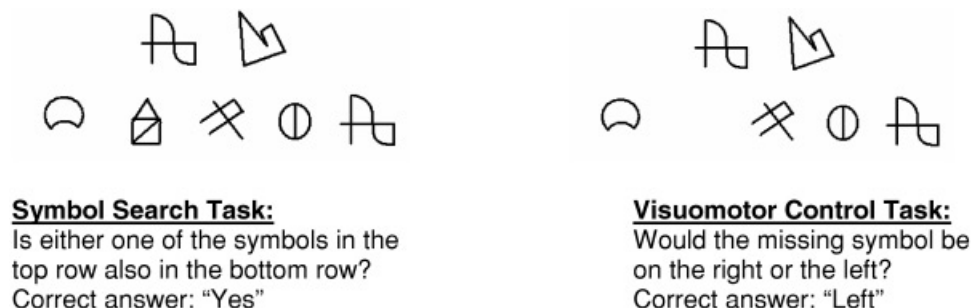 Symbol Search Task:
Is either one of the symbols in the
top row also in the bottom row?
Correct answer: “Yes”
Visuomotor Control Task:
Would the missing symbol be
on the right or the left?
Correct answer: “Left”